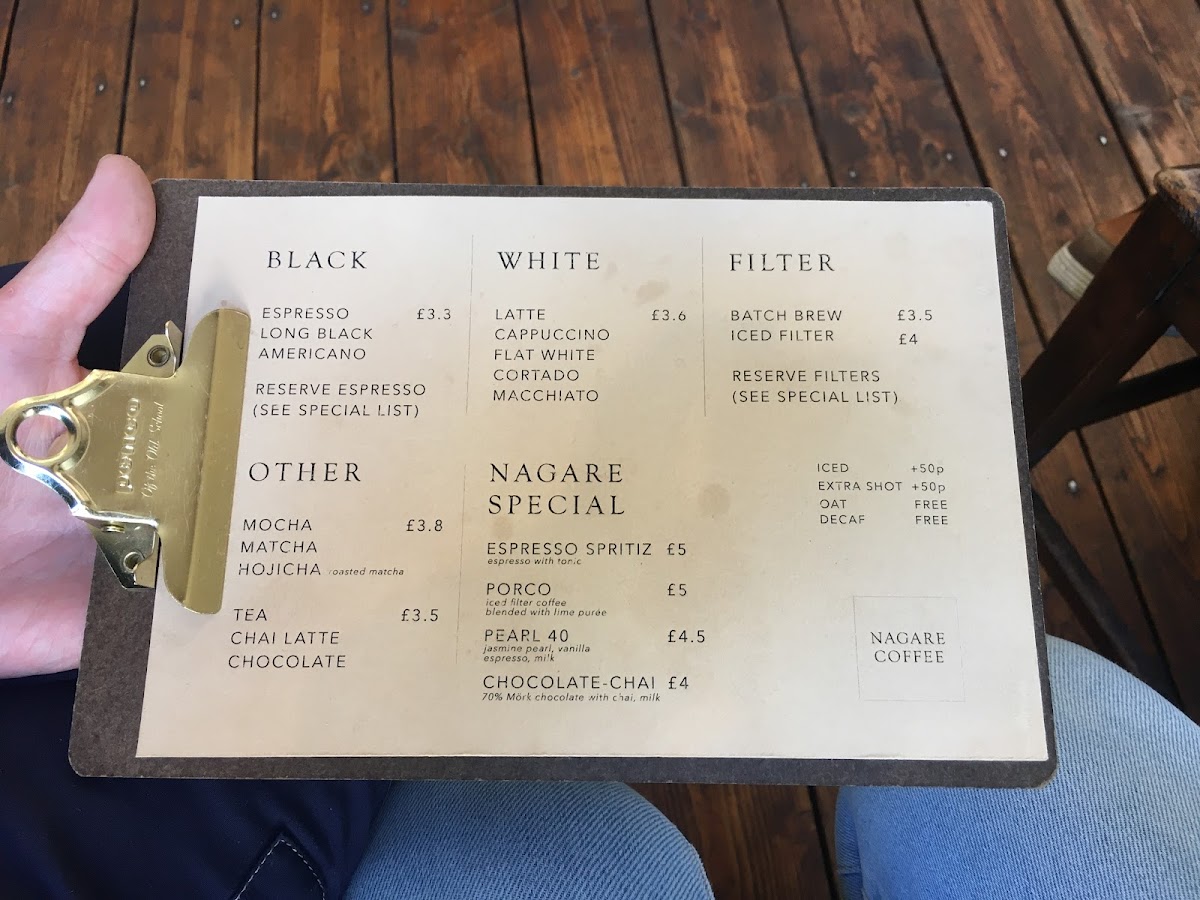 BLACK
ESPRESSO £3.3
LONG BLACK
AMERICANO
RESERVE ESPRESSO
(SEE SPECIAL LIST)
WHITE
LATTE £3.6
CAPPUCCINO
FLAT WHITE
CORTADO
MACCHIATO
FILTER
BATCH BREW £3.5
ICED FILTER £4
RESERVE FILTERS
(SEE SPECIAL LIST)
OTHER
MOCHA £3.8
MATCHA
HOJICHA roasted matcha
TEA £3.5
CHAI LATTE
CHOCOLATE
NAGARE
SPECIAL
ESPRESSO SPRITIZ £5
espresso with tonic
PORCO £5
iced filter coffee
blended with lime purée
PEARL 40 £4.5
jasmine pearl, vanilla
espresso, milk
CHOCOLATE-CHAI £4
70% Mörk chocolate with chai, milk
ICED +50p
EXTRA SHOT +50p
OAT FREE
DECAF FREE
NAGARE
COFFEE
Of the Old School